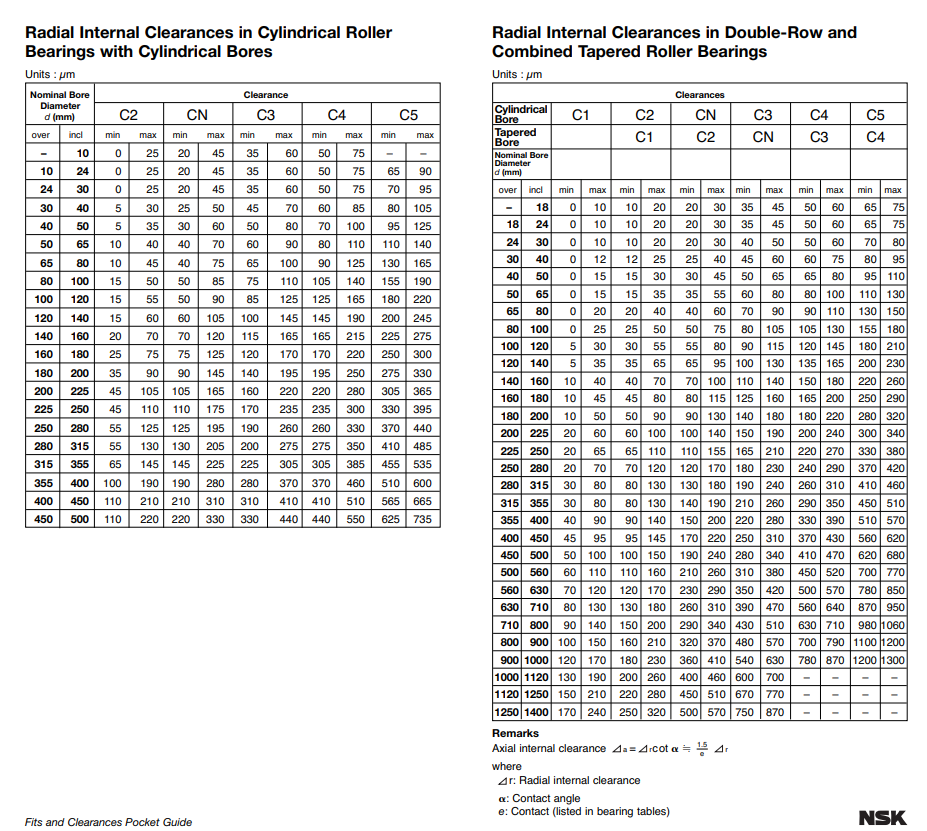 Radial Internal Clearances in Cylindrical Roller
Bearings with Cylindrical Bores
Units : µm
Nominal Bore Diameter d (mm) Clearance
C2 CN C3 C4 C5
over incl min max min max min max min max min max
– 10 0 25 20 45 35 60 50 75 – –
10 24 0 25 20 45 35 60 50 75 65 90
24 30 0 25 20 45 35 60 50 75 70 95
30 40 5 30 25 50 45 70 60 85 80 105
40 50 5 35 30 60 50 80 70 100 95 125
50 65 10 40 40 70 60 90 80 110 110 140
65 80 10 45 40 75 65 100 90 125 130 165
80 100 15 50 50 85 75 110 105 140 155 190
100 120 15 55 50 90 85 125 125 165 180 220
120 140 15 60 60 105 100 145 145 190 200 245
140 160 20 70 70 120 115 165 165 215 225 275
160 180 25 75 75 125 120 170 170 220 250 300
180 200 35 90 90 145 140 195 195 250 275 330
200 225 45 105 105 165 160 220 220 280 305 365
225 250 45 110 110 175 170 235 235 300 330 395
250 280 55 125 125 195 190 260 260 330 370 440
280 315 55 130 130 205 200 275 275 350 410 485
315 355 65 145 145 225 225 305 305 385 455 535
355 400 100 190 190 280 280 370 370 460 510 600
400 450 110 210 210 310 310 410 410 510 565 665
450 500 110 220 220 330 330 440 440 550 625 735
Radial Internal Clearances in Double-Row and
Combined Tapered Roller Bearings
Units : µm
Clearances
Cylindrical Bore C1 C2 CN C3 C4 C5
Tapered Bore C1 C2 CN C3 C4
Nominal Bore Diameter d (mm)
over incl min max min max min max min max min max min max
– 18 0 10 10 20 20 30 35 45 50 60 65 75
18 24 0 10 10 20 20 30 35 45 50 60 65 75
24 30 0 10 10 20 20 30 40 50 50 60 70 80
30 40 0 12 12 25 25 40 45 60 60 75 80 95
40 50 0 15 15 30 30 45 50 65 65 80 95 110
50 65 0 15 15 35 35 55 60 80 80 100 110 130
65 80 0 20 20 40 40 60 70 90 90 110 130 150
80 100 0 25 25 50 50 75 80 105 105 130 155 180
100 120 5 30 30 55 55 80 90 115 120 145 180 210
120 140 5 35 35 65 65 95 100 130 135 165 200 230
140 160 10 40 40 70 70 100 110 140 150 180 220 260
160 180 10 45 45 80 80 115 125 160 165 200 250 290
180 200 10 50 50 90 90 130 140 180 180 220 280 320
200 225 20 60 60 100 100 140 150 190 200 240 300 340
225 250 20 65 65 110 110 155 165 210 220 270 330 380
250 280 20 70 70 120 120 170 180 230 240 290 370 420
280 315 30 80 80 130 130 180 190 240 260 310 410 460
315 355 30 80 80 130 140 190 210 260 290 350 450 510
355 400 40 90 90 140 150 200 220 280 330 390 510 570
400 450 45 95 95 145 170 220 250 310 370 430 560 620
450 500 50 100 100 150 190 240 280 340 410 470 620 680
500 560 60 110 110 160 210 260 310 380 450 520 700 770
560 630 70 120 120 170 230 290 350 420 500 570 780 850
630 710 80 130 130 180 260 310 390 470 560 640 870 950
710 800 90 140 150 200 290 340 430 510 630 710 980 1060
800 900 100 150 160 210 320 370 480 570 700 790 1100 1200
900 1000 120 170 180 230 360 410 540 630 780 870 1200 1300
1000 1120 130 190 200 260 400 460 600 700 – – – –
1120 1250 150 210 220 280 450 510 670 770 – – – –
1250 1400 170 240 250 320 500 570 750 870 – – – –
Remarks
Axial internal clearance ⊿a = ⊿r cot α ≒ 1.5/e ⊿r
where
⊿r: Radial internal clearance
α: Contact angle
e: Contact (listed in bearing tables)
Fits and Clearances Pocket Guide
NSK